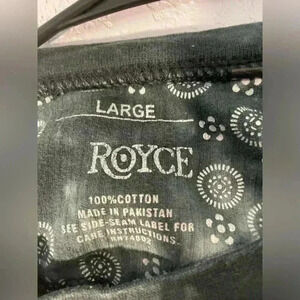 LARGE
ROYCE
100% COTTON
MADE IN PAKISTAN
SEE SIDE-SEAM LABEL FOR
CARE INSTRUCTIONS.